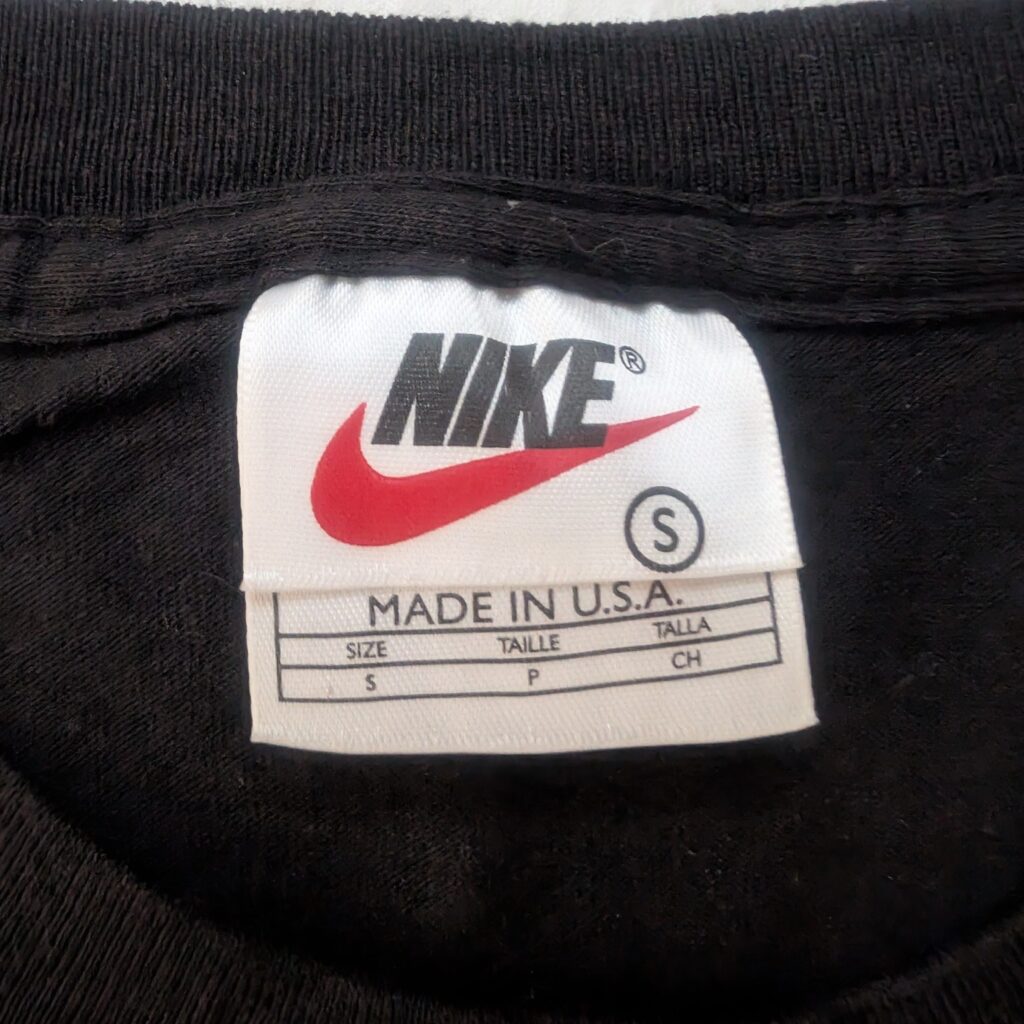 NIKE®
S
MADE IN U.S.A.
SIZE TAILLE TALLA
S P CH